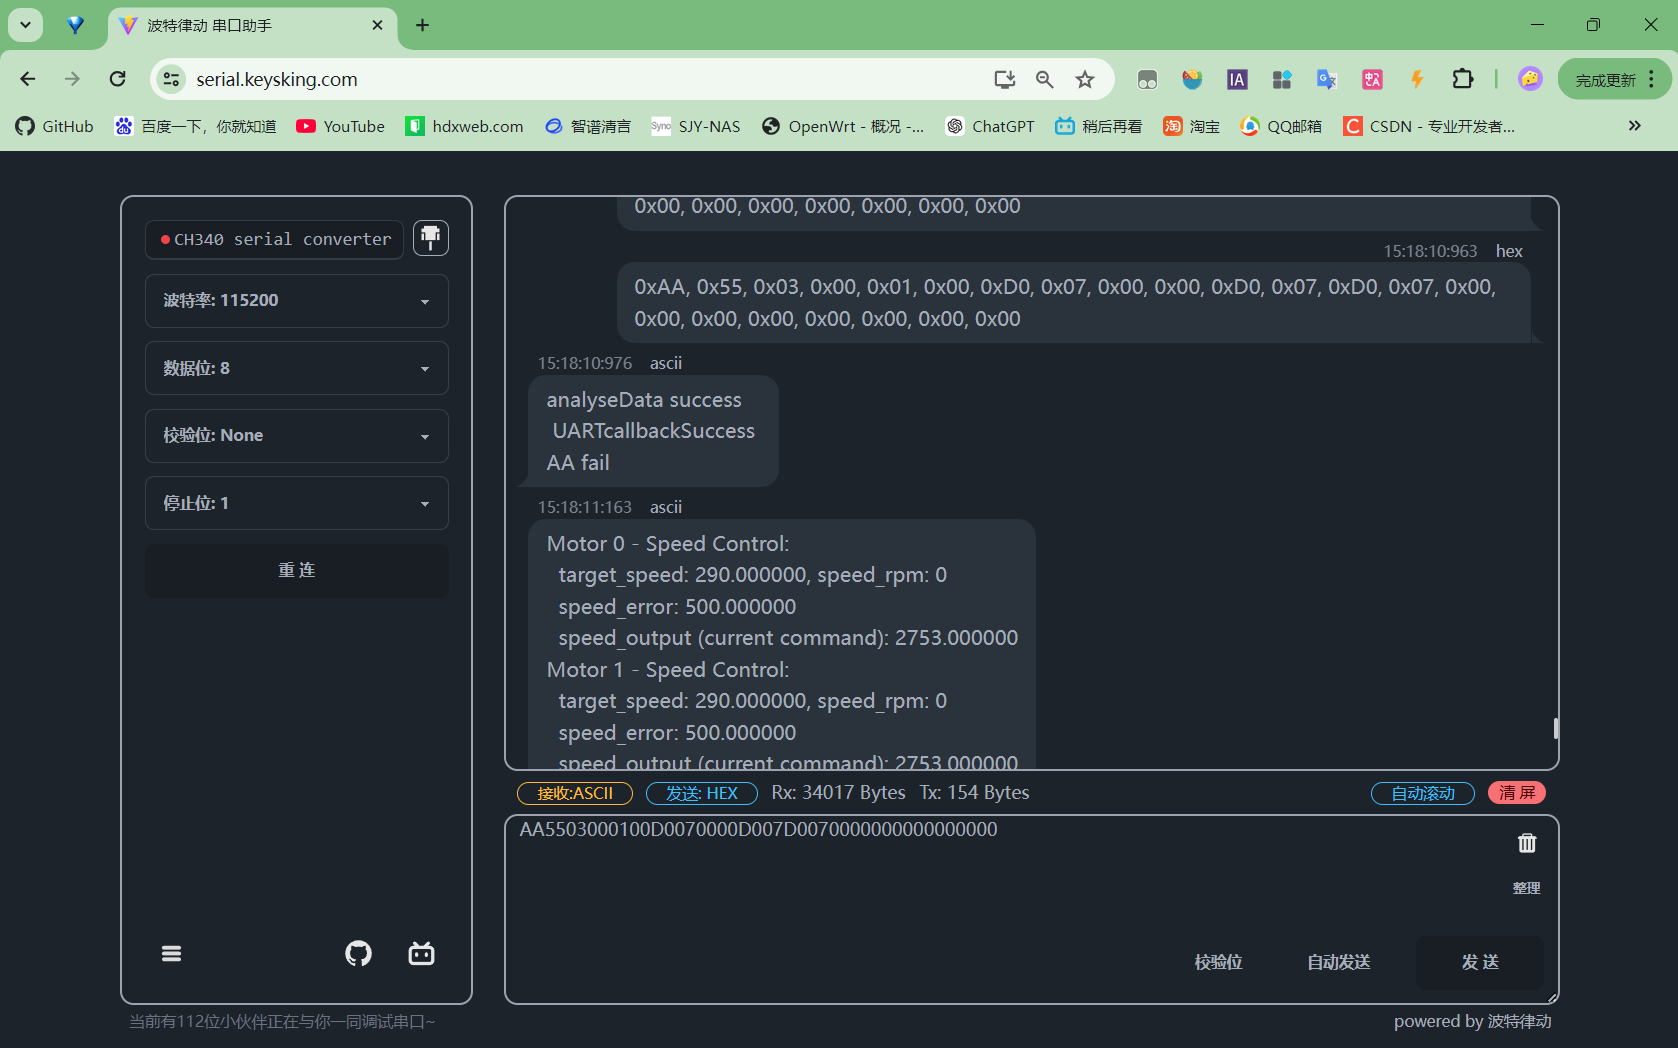 波特律动 串口助手
serial.keysking.com
完成更新
GitHub
百度一下，你就知道
YouTube
hdxweb.com
智谱清言
Syno
SJY-NAS
OpenWrt - 概况 -...
ChatGPT
稍后再看
淘宝
QQ邮箱
CSDN - 专业开发者...
CH340 serial converter
波特率: 115200
数据位: 8
校验位: None
停止位: 1
重 连
当前有112位小伙伴正在与你一同调试串口~
0x00, 0x00, 0x00, 0x00, 0x00, 0x00, 0x00
15:18:10:963 hex
0xAA, 0x55, 0x03, 0x00, 0x01, 0x00, 0xD0, 0x07, 0x00, 0x00, 0xD0, 0x07, 0xD0, 0x07, 0x00,
0x00, 0x00, 0x00, 0x00, 0x00, 0x00, 0x00
15:18:10:976 ascii
analyseData success
UARTcallbackSuccess
AA fail
15:18:11:163 ascii
Motor 0 - Speed Control:
target_speed: 290.000000, speed_rpm: 0
speed_error: 500.000000
speed_output (current command): 2753.000000
Motor 1 - Speed Control:
target_speed: 290.000000, speed_rpm: 0
speed_error: 500.000000
speed_output (current command): 2753.000000
接收:ASCII
发送: HEX
Rx: 34017 Bytes
Tx: 154 Bytes
自动滚动
清 屏
AA5503000100D0070000D007D0070000000000000000
整理
校验位
自动发送
发 送
powered by 波特律动